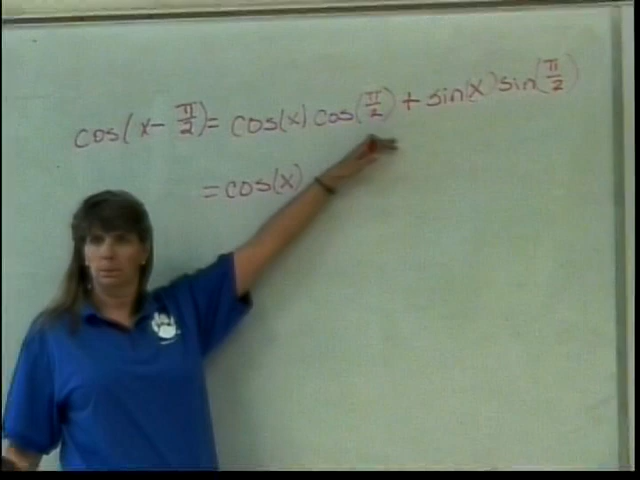 cos(x - π/2) = cos(x) cos(π/2) + sin(x) sin(π/2)
= cos(x)